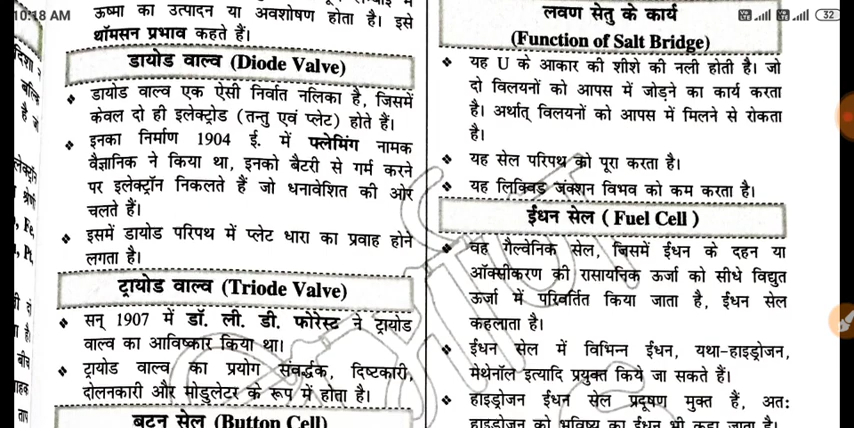 10:18 AM
32
ऊष्मा का उत्पादन या अवशोषण होता है। इसे
थॉमसन प्रभाव कहते हैं।
डायोड वाल्व (Diode Valve)
❖ डायोड वाल्व एक ऐसी निर्वात नलिका है, जिसमें
केवल दो ही इलेक्ट्रोड (तन्तु एवं प्लेट) होते हैं।
❖ इनका निर्माण 1904 ई. में फ्लेमिंग नामक
वैज्ञानिक ने किया था, इनको बैटरी से गर्म करने
पर इलेक्ट्रॉन निकलते हैं जो धनावेशित की ओर
चलते हैं।
❖ इसमें डायोड परिपथ में प्लेट धारा का प्रवाह होने
लगता है।
ट्रायोड वाल्व (Triode Valve)
❖ सन् 1907 में डॉ. ली. डी. फोरेस्ट ने ट्रायोड
वाल्व का आविष्कार किया था।
❖ ट्रायोड वाल्व का प्रयोग संवर्द्धक, दिष्टकारी,
दोलनकारी और मोडुलेटर के रूप में होता है।
बटन सेल (Button Cell)
लवण सेतु के कार्य
(Function of Salt Bridge)
❖ यह U के आकार की शीशे की नली होती है। जो
दो विलयनों को आपस में जोड़ने का कार्य करता
है। अर्थात् विलयनों को आपस में मिलने से रोकता
है।
❖ यह सेल परिपथ को पूरा करता है।
❖ यह लिक्विड जंक्शन विभव को कम करता है।
ईंधन सेल ( Fuel Cell )
❖ वह गैल्वेनिक सेल, जिसमें ईंधन के दहन या
ऑक्सीकरण की रासायनिक ऊर्जा को सीधे विद्युत
ऊर्जा में परिवर्तित किया जाता है, ईंधन सेल
कहलाता है।
❖ ईंधन सेल में विभिन्न ईंधन, यथा-हाइड्रोजन,
मेथेनॉल इत्यादि प्रयुक्त किये जा सकते हैं।
❖ हाइड्रोजन ईंधन सेल प्रदूषण मुक्त हैं, अतः
हाइड्रोजन को भविष्य का ईंधन भी कहा जाता है।